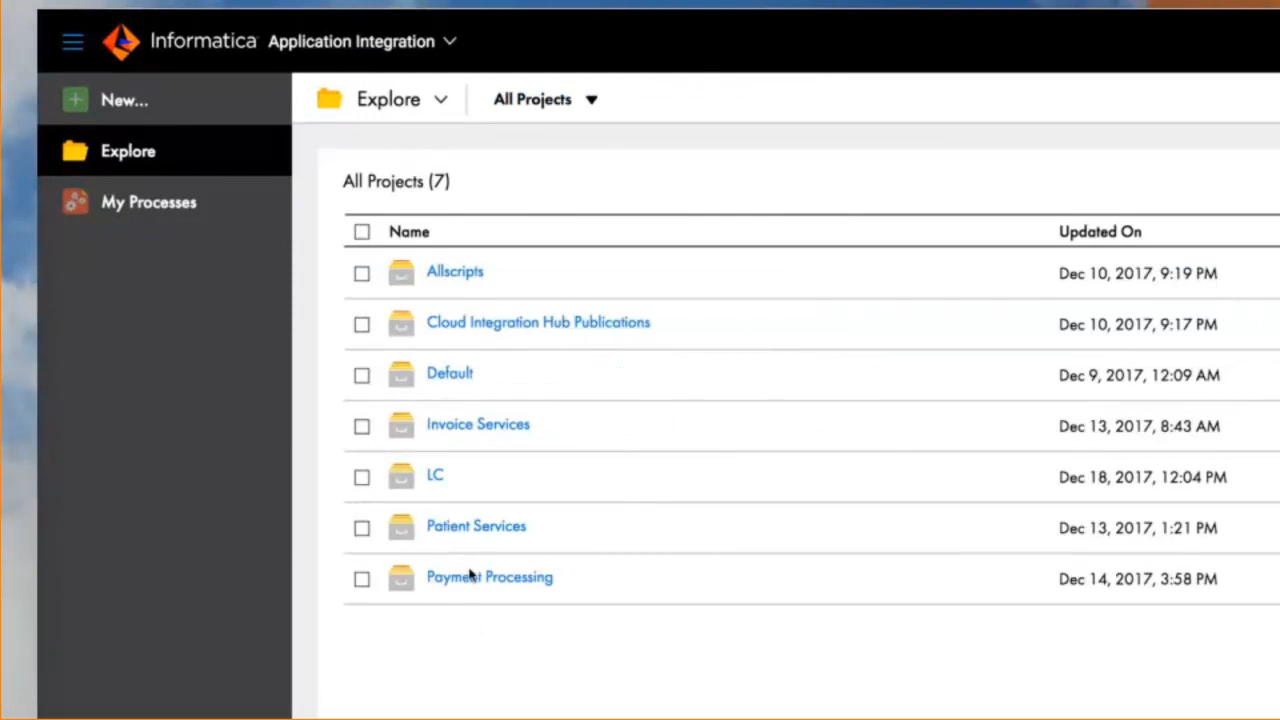 Informatica Application Integration
New...
Explore
My Processes
Explore
All Projects
All Projects (7)
Name Updated On
Allscripts Dec 10, 2017, 9:19 PM
Cloud Integration Hub Publications Dec 10, 2017, 9:17 PM
Default Dec 9, 2017, 12:09 AM
Invoice Services Dec 13, 2017, 8:43 AM
LC Dec 18, 2017, 12:04 PM
Patient Services Dec 13, 2017, 1:21 PM
Payment Processing Dec 14, 2017, 3:58 PM